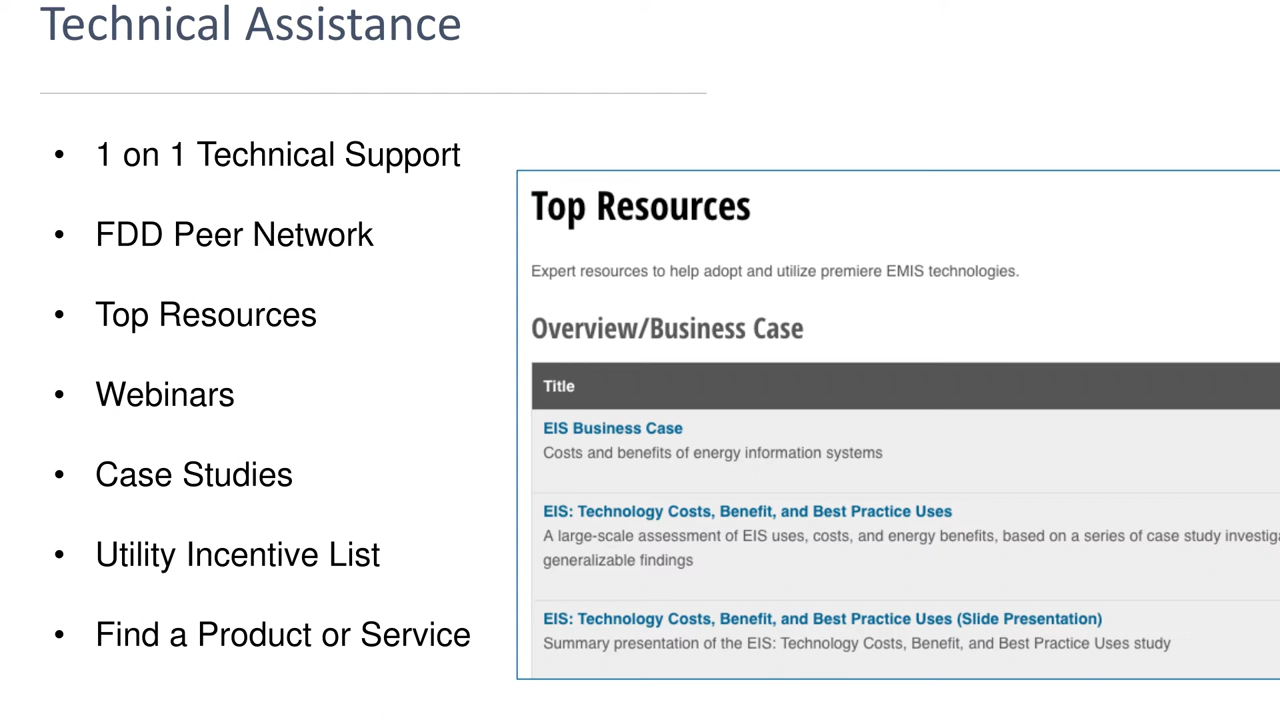 Technical Assistance
• 1 on 1 Technical Support
• FDD Peer Network
• Top Resources
• Webinars
• Case Studies
• Utility Incentive List
• Find a Product or Service
Top Resources
Expert resources to help adopt and utilize premiere EMIS technologies.
Overview/Business Case
Title
EIS Business Case
Costs and benefits of energy information systems
EIS: Technology Costs, Benefit, and Best Practice Uses
A large-scale assessment of EIS uses, costs, and energy benefits, based on a series of case study
generalizable findings
EIS: Technology Costs, Benefit, and Best Practice Uses (Slide Presentation)
Summary presentation of the EIS: Technology Costs, Benefit, and Best Practice Uses study